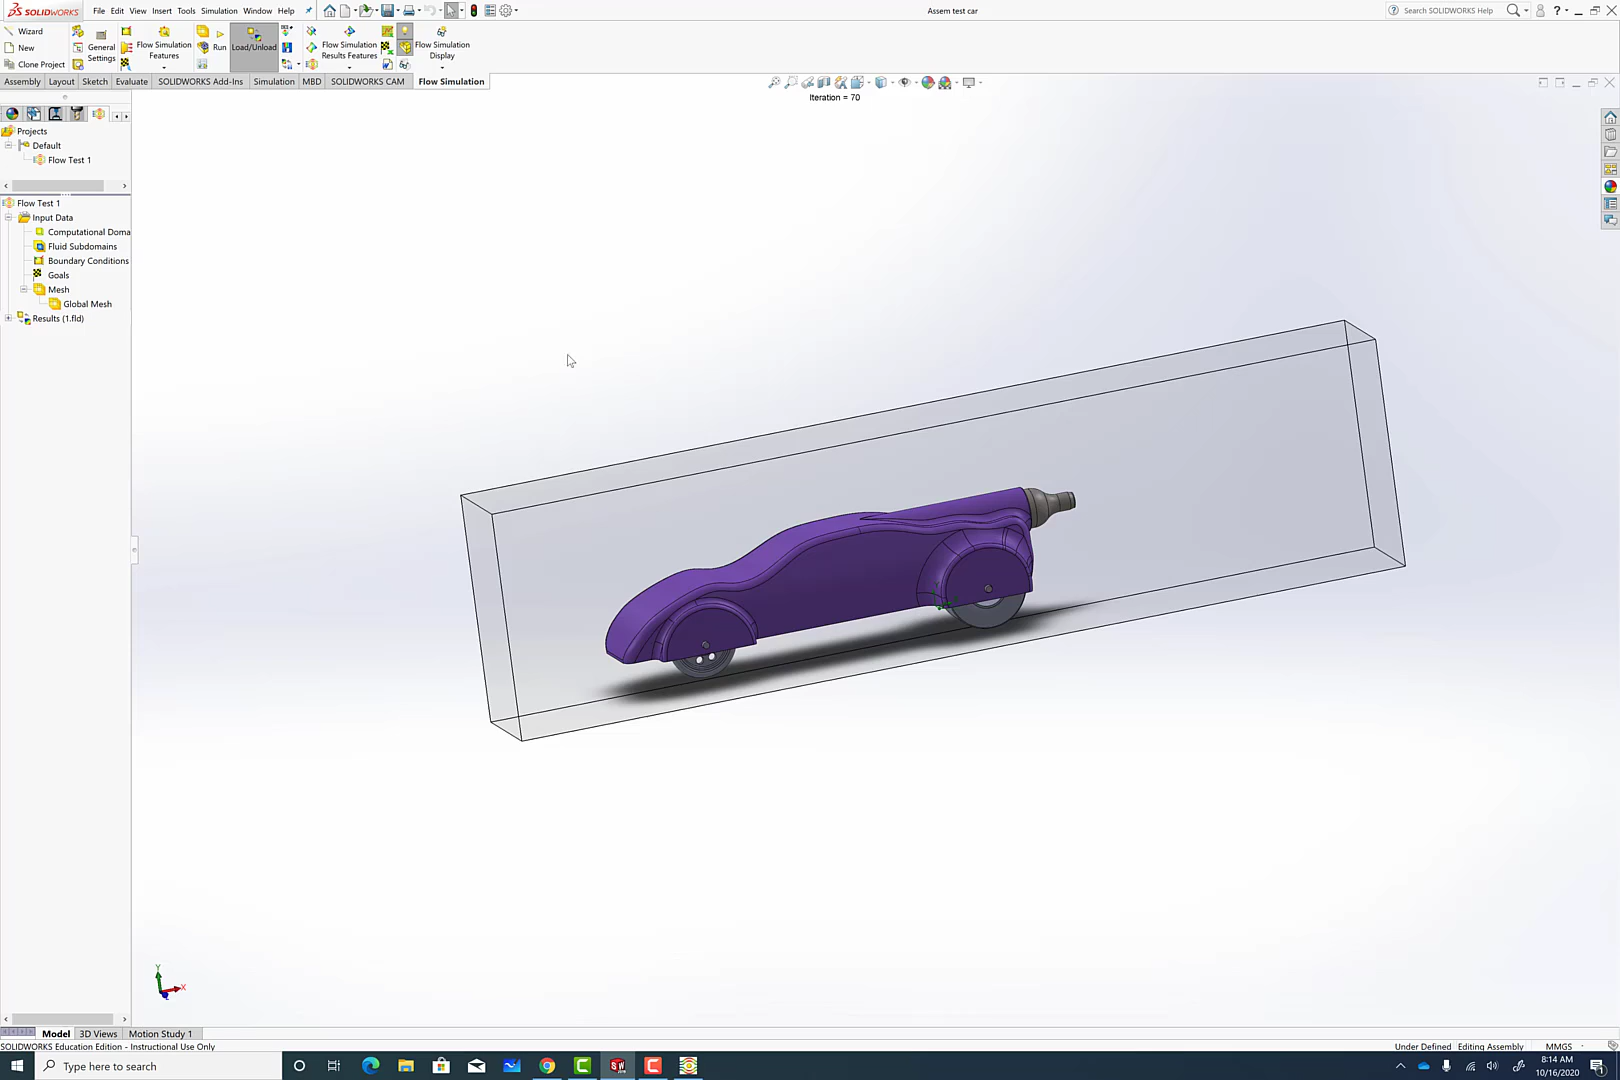 SOLIDWORKS File Edit View Insert Tools Simulation Window Help Assem test car ? Search SOLIDWORKS Help ?
Wizard
New
Clone Project
General
Settings
Flow Simulation
Features
Run
Load/Unload
Flow Simulation
Results Features
Flow Simulation
Display
Assembly Layout Sketch Evaluate SOLIDWORKS Add-Ins Simulation MBD SOLIDWORKS CAM Flow Simulation
Iteration = 70
Projects
Default
Flow Test 1
Flow Test 1
Input Data
Computational Doma
Fluid Subdomains
Boundary Conditions
Goals
Mesh
Global Mesh
Results (1.fld)
Y
X
Model 3D Views Motion Study 1
SOLIDWORKS Education Edition - Instructional Use Only Under Defined Editing Assembly MMGS
Type here to search
8:14 AM
10/16/2020